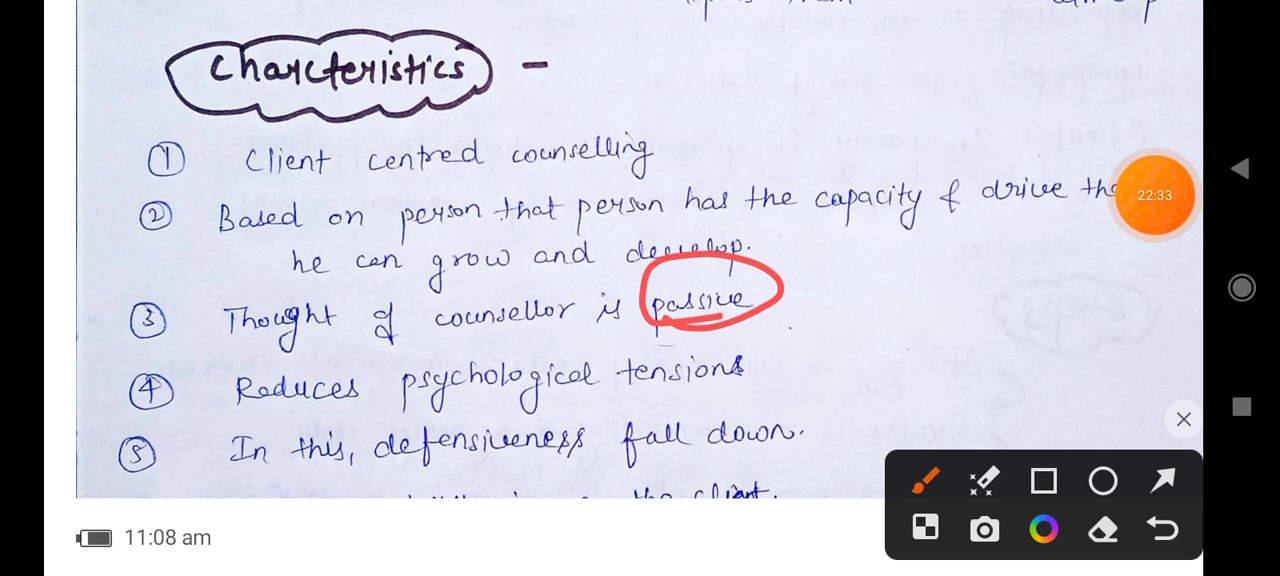 Charcteristics -
① Client centred counselling
② Based on person that person has the capacity & drive tha
he can grow and develop.
③ Thought of counsellor is passive
④ Reduces psychological tensions
⑤ In this, defensiveness fall down.
the client.
22:33
11:08 am